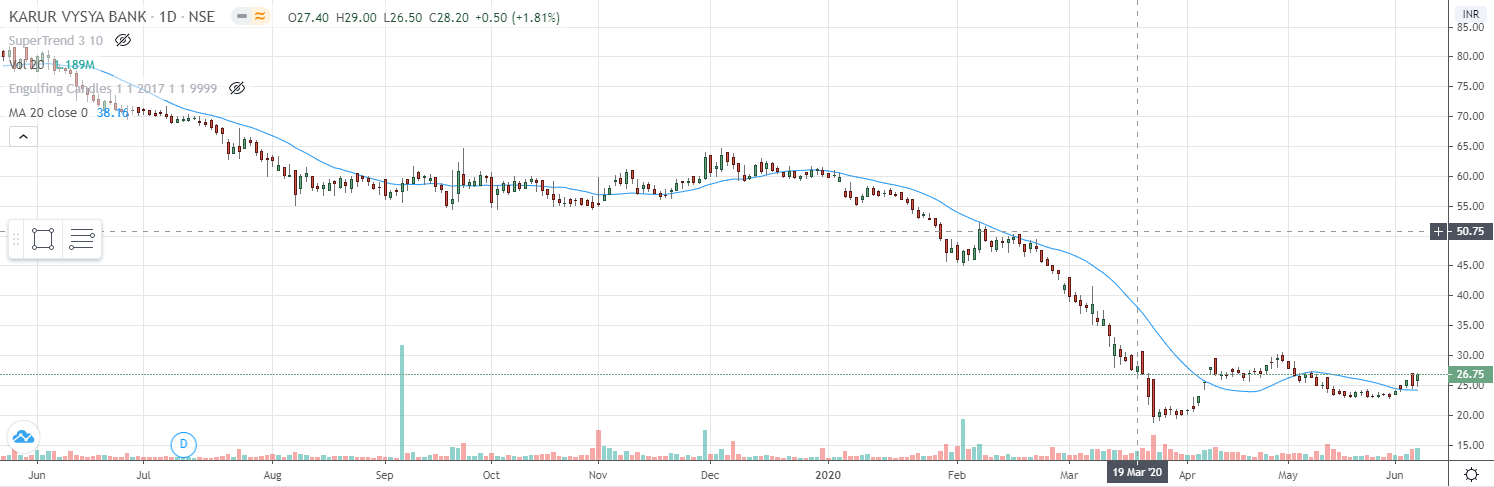 KARUR VYSYA BANK · 1D · NSE O27.40 H29.00 L26.50 C28.20 +0.50 (+1.81%)
SuperTrend 3 10
Vol 20 1.189M
Engulfing Candles 1 1 2017 1 1 9999
MA 20 close 0 38.16
INR
85.00
80.00
75.00
70.00
65.00
60.00
55.00
50.75
45.00
40.00
35.00
30.00
26.75
25.00
20.00
15.00
D
Jun Jul Aug Sep Oct Nov Dec 2020 Feb Mar 19 Mar '20 Apr May Jun